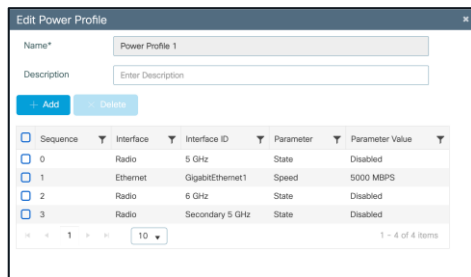 Edit Power Profile ×
Name* Power Profile 1
Description Enter Description
+ Add × Delete
Sequence Interface Interface ID Parameter Parameter Value
0 Radio 5 GHz State Disabled
1 Ethernet GigabitEthernet1 Speed 5000 MBPS
2 Radio 6 GHz State Disabled
3 Radio Secondary 5 GHz State Disabled
1 10 1 - 4 of 4 items